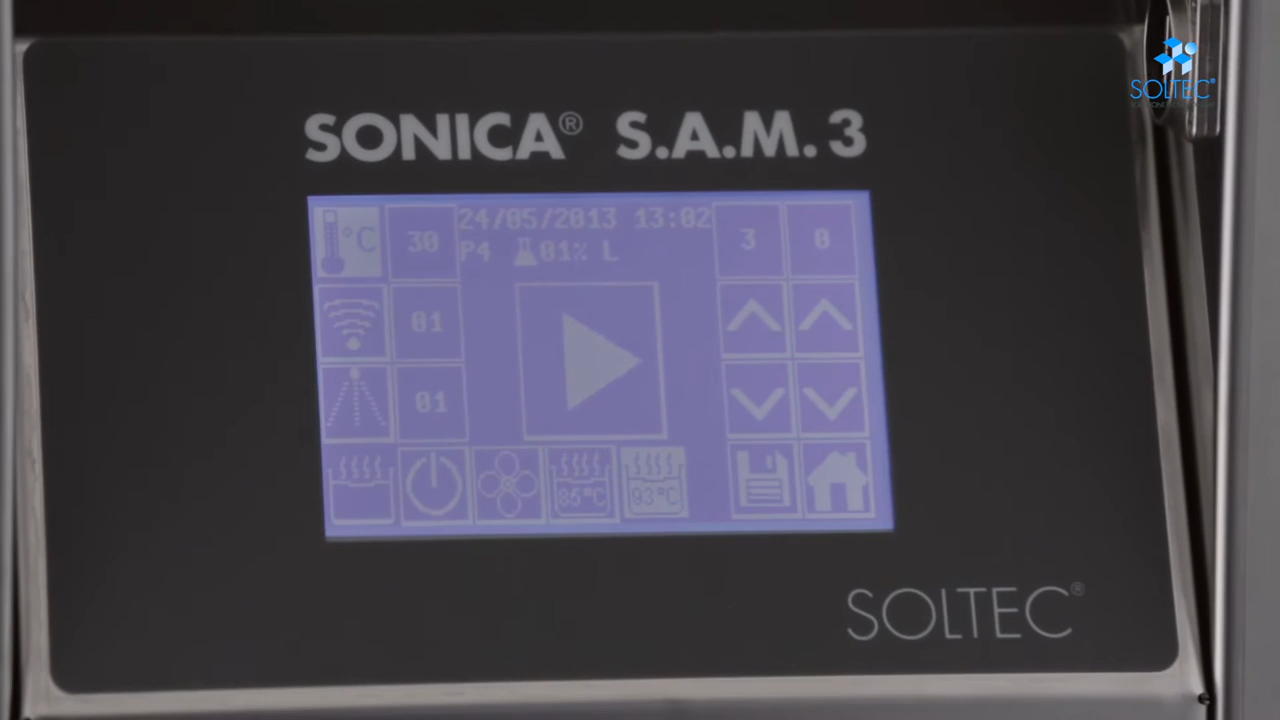 SOLTEC®
SONICA® S.A.M. 3
24/05/2013 13:02
P4 01% L
°C 30
3 0
01
01
85°C 93°C
SOLTEC®